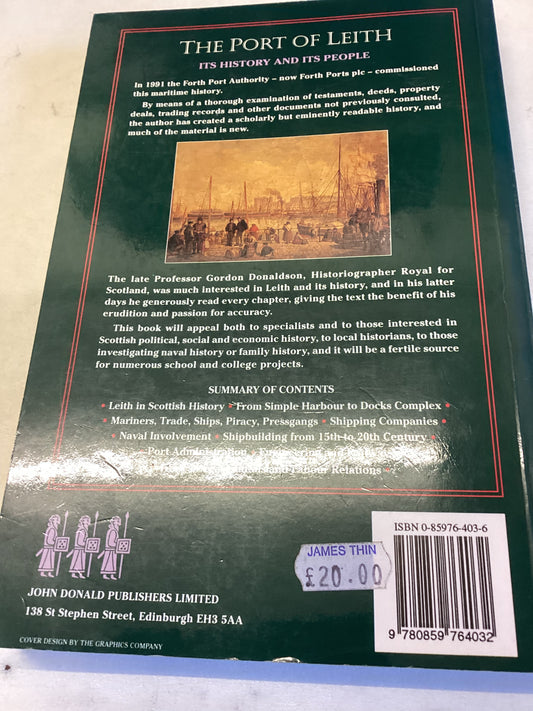 THE PORT OF LEITH
ITS HISTORY AND ITS PEOPLE
In 1991 the Forth Port Authority – now Forth Ports plc – commissioned
this maritime history.
By means of a thorough examination of testaments, deeds, property
deals, trading records and other documents not previously consulted,
the author has created a scholarly but eminently readable history, and
much of the material is new.
The late Professor Gordon Donaldson, Historiographer Royal for
Scotland, was much interested in Leith and its history, and in his latter
days he generously read every chapter, giving the text the benefit of his
erudition and passion for accuracy.
This book will appeal both to specialists and to those interested in
Scottish political, social and economic history, to local historians, to those
investigating naval history or family history, and it will be a fertile source
for numerous school and college projects.
SUMMARY OF CONTENTS
• Leith in Scottish History • From Simple Harbour to Docks Complex •
• Mariners, Trade, Ships, Piracy, Pressgangs • Shipping Companies •
• Naval Involvement • Shipbuilding from 15th to 20th Century •
Port Administration • Engineering and
and Labour Relations
ISBN 0-85976-403-6
JAMES THIN
£20.00
9 780859 764032
JOHN DONALD PUBLISHERS LIMITED
138 St Stephen Street, Edinburgh EH3 5AA
COVER DESIGN BY THE GRAPHICS COMPANY